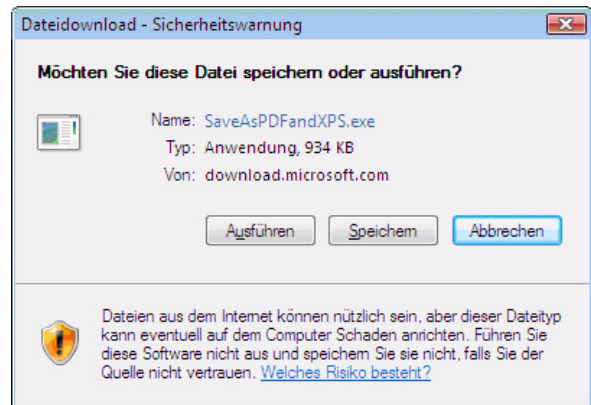 Dateidownload - Sicherheitswarnung
Möchten Sie diese Datei speichern oder ausführen?
Name: SaveAsPDFandXPS.exe
Typ: Anwendung, 934 KB
Von: download.microsoft.com
Ausführen Speichern Abbrechen
Dateien aus dem Internet können nützlich sein, aber dieser Dateityp
kann eventuell auf dem Computer Schaden anrichten. Führen Sie
diese Software nicht aus und speichern Sie sie nicht, falls Sie der
Quelle nicht vertrauen. Welches Risiko besteht?